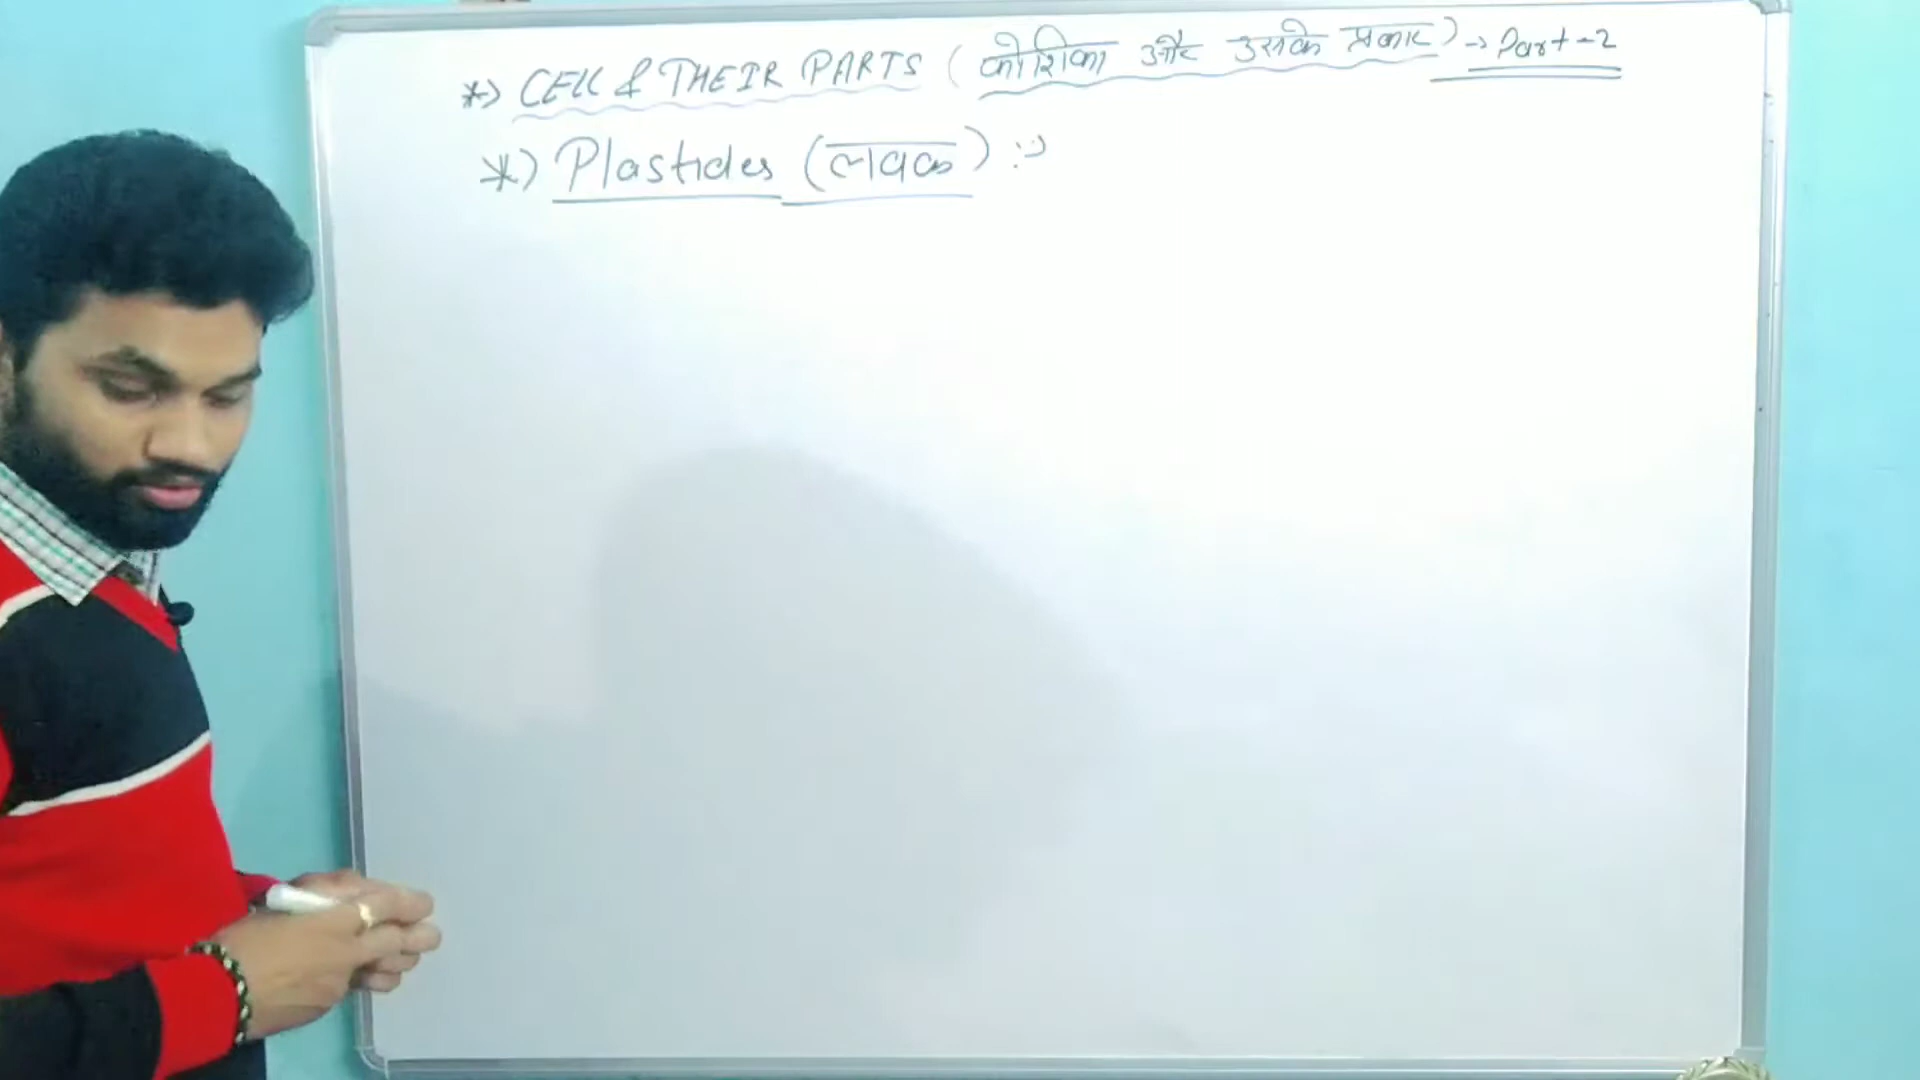 *) CELL & THEIR PARTS (कोशिका और उसके प्रकार) → Part-2
*) Plastides (लवक) :→